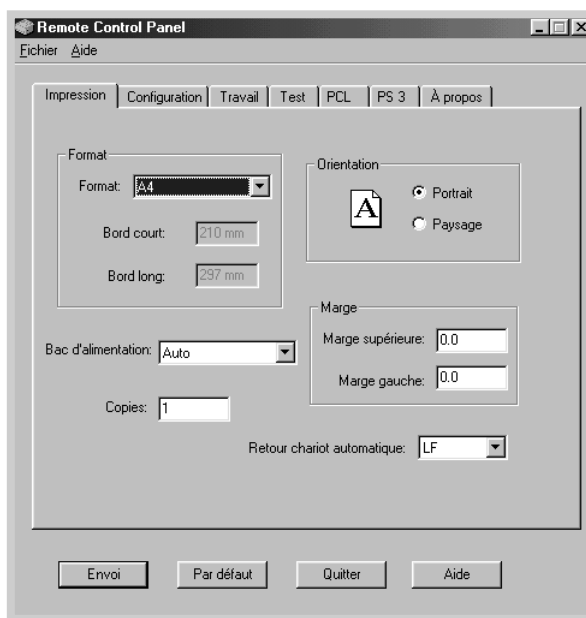 Remote Control Panel
Fichier Aide
Impression Configuration Travail Test PCL PS 3 À propos
Format
Format: A4
Bord court: 210 mm
Bord long: 297 mm
Orientation
A
Portrait
Paysage
Bac d'alimentation: Auto
Copies: 1
Marge
Marge supérieure: 0.0
Marge gauche: 0.0
Retour chariot automatique: LF
Envoi Par défaut Quitter Aide